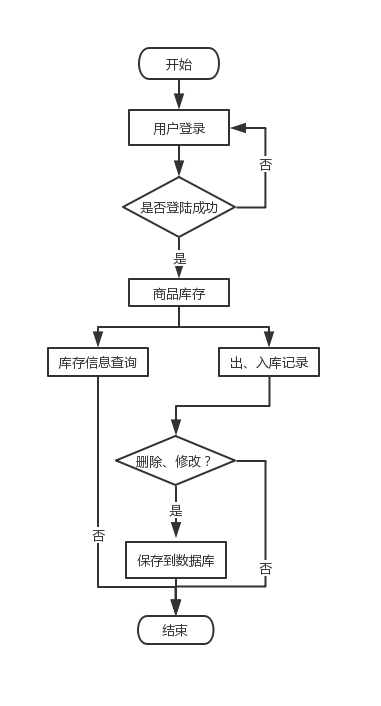 开始
用户登录
否
是否登陆成功
是
商品库存
库存信息查询
出、入库记录
删除、修改？
是
否
保存到数据库
否
结束